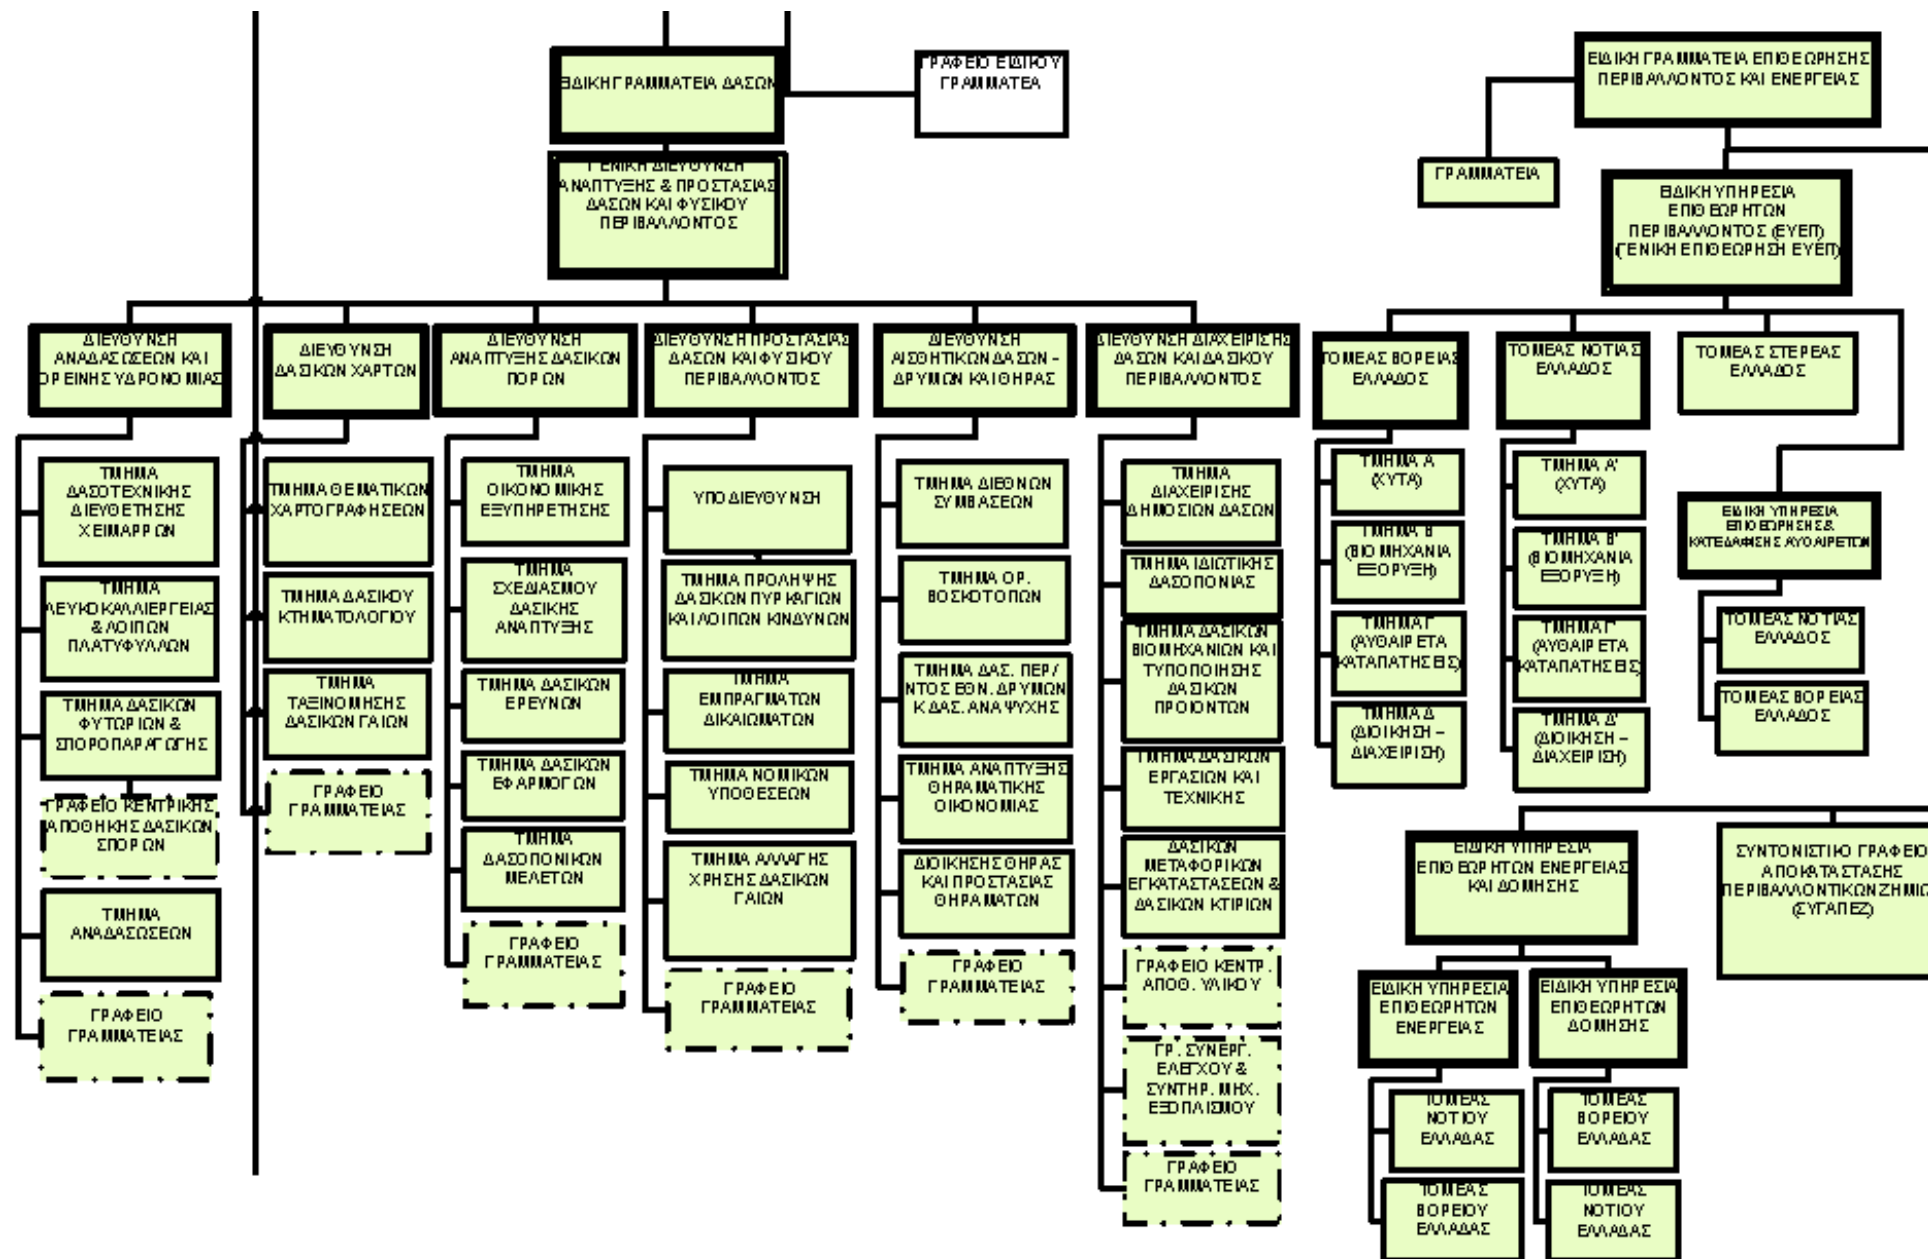 ΕΙΔΙΚΗ ΓΡΑΜΜΑΤΕΙΑ ΔΑΣΩΝ
ΓΡΑΦΕΙΟ ΕΙΔΙΚΟΥ
ΓΡΑΜΜΑΤΕΑ
ΓΕΝΙΚΗ ΔΙΕΥΘΥΝΣΗ
ΑΝΑΠΤΥΞΗΣ & ΠΡΟΣΤΑΣΙΑΣ
ΔΑΣΩΝ ΚΑΙ ΦΥΣΙΚΟΥ
ΠΕΡΙΒΑΛΛΟΝΤΟΣ
ΔΙΕΥΘΥΝΣΗ
ΑΝΑΔΑΣΩΣΕΩΝ ΚΑΙ
ΟΡΕΙΝΗΣ ΥΔΡΟΝΟΜΙΑΣ
ΤΜΗΜΑ
ΔΑΣΟΤΕΧΝΙΚΗΣ
ΔΙΕΥΘΕΤΗΣΗΣ
ΧΕΙΜΑΡΡΩΝ
ΤΜΗΜΑ
ΛΕΥΚΟΚΑΛΛΙΕΡΓΕΙΑΣ
& ΛΟΙΠΩΝ
ΠΛΑΤΥΦΥΛΛΩΝ
ΤΜΗΜΑ ΔΑΣΙΚΩΝ
ΦΥΤΩΡΙΩΝ &
ΣΠΟΡΟΠΑΡΑΓΩΓΗΣ
ΓΡΑΦΕΙΟ ΚΕΝΤΡΙΚΗΣ
ΑΠΟΘΗΚΗΣ ΔΑΣΙΚΩΝ
ΣΠΟΡΩΝ
ΤΜΗΜΑ
ΑΝΑΔΑΣΩΣΕΩΝ
ΓΡΑΦΕΙΟ
ΓΡΑΜΜΑΤΕΙΑΣ
ΔΙΕΥΘΥΝΣΗ
ΔΑΣΙΚΩΝ ΧΑΡΤΩΝ
ΤΜΗΜΑ ΘΕΜΑΤΙΚΩΝ
ΧΑΡΤΟΓΡΑΦΗΣΕΩΝ
ΤΜΗΜΑ ΔΑΣΙΚΟΥ
ΚΤΗΜΑΤΟΛΟΓΙΟΥ
ΤΜΗΜΑ
ΤΑΞΙΝΟΜΗΣΗΣ
ΔΑΣΙΚΩΝ ΓΑΙΩΝ
ΓΡΑΦΕΙΟ
ΓΡΑΜΜΑΤΕΙΑΣ
ΔΙΕΥΘΥΝΣΗ
ΑΝΑΠΤΥΞΗΣ ΔΑΣΙΚΩΝ
ΠΟΡΩΝ
ΤΜΗΜΑ
ΟΙΚΟΝΟΜΙΚΗΣ
ΕΞΥΠΗΡΕΤΗΣΗΣ
ΤΜΗΜΑ
ΣΧΕΔΙΑΣΜΟΥ
ΔΑΣΙΚΗΣ
ΑΝΑΠΤΥΞΗΣ
ΤΜΗΜΑ ΔΑΣΙΚΩΝ
ΕΡΕΥΝΩΝ
ΤΜΗΜΑ ΔΑΣΙΚΩΝ
ΕΦΑΡΜΟΓΩΝ
ΤΜΗΜΑ
ΔΑΣΟΠΟΝΙΚΩΝ
ΜΕΛΕΤΩΝ
ΓΡΑΦΕΙΟ
ΓΡΑΜΜΑΤΕΙΑΣ
ΔΙΕΥΘΥΝΣΗ ΠΡΟΣΤΑΣΙΑΣ
ΔΑΣΩΝ ΚΑΙ ΦΥΣΙΚΟΥ
ΠΕΡΙΒΑΛΛΟΝΤΟΣ
ΥΠΟΔΙΕΥΘΥΝΣΗ
ΤΜΗΜΑ ΠΡΟΛΗΨΗΣ
ΔΑΣΙΚΩΝ ΠΥΡΚΑΓΙΩΝ
ΚΑΙ ΛΟΙΠΩΝ ΚΙΝΔΥΝΩΝ
ΤΜΗΜΑ
ΕΜΠΡΑΓΜΑΤΩΝ
ΔΙΚΑΙΩΜΑΤΩΝ
ΤΜΗΜΑ ΝΟΜΙΚΩΝ
ΥΠΟΘΕΣΕΩΝ
ΤΜΗΜΑ ΑΛΛΑΓΗΣ
ΧΡΗΣΗΣ ΔΑΣΙΚΩΝ
ΓΑΙΩΝ
ΓΡΑΦΕΙΟ
ΓΡΑΜΜΑΤΕΙΑΣ
ΔΙΕΥΘΥΝΣΗ
ΑΙΣΘΗΤΙΚΩΝ ΔΑΣΩΝ –
ΔΡΥΜΩΝ ΚΑΙ ΘΗΡΑΣ
ΤΜΗΜΑ ΔΙΕΘΝΩΝ
ΣΥΜΒΑΣΕΩΝ
ΤΜΗΜΑ ΟΡ.
ΒΟΣΚΟΤΟΠΩΝ
ΤΜΗΜΑ ΔΑΣ. ΠΕΡ/
ΝΤΟΣ ΕΘΝ. ΔΡΥΜΩΝ
Κ ΔΑΣ. ΑΝΑΨΥΧΗΣ
ΤΜΗΜΑ ΑΝΑΠΤΥΞΗΣ
ΘΗΡΑΜΑΤΙΚΗΣ
ΟΙΚΟΝΟΜΙΑΣ
ΔΙΟΙΚΗΣΗΣ ΘΗΡΑΣ
ΚΑΙ ΠΡΟΣΤΑΣΙΑΣ
ΘΗΡΑΜΑΤΩΝ
ΓΡΑΦΕΙΟ
ΓΡΑΜΜΑΤΕΙΑΣ
ΔΙΕΥΘΥΝΣΗ ΔΙΑΧΕΙΡΙΣΗΣ
ΔΑΣΩΝ ΚΑΙ ΔΑΣΙΚΟΥ
ΠΕΡΙΒΑΛΛΟΝΤΟΣ
ΤΜΗΜΑ
ΔΙΑΧΕΙΡΙΣΗΣ
ΔΗΜΟΣΙΩΝ ΔΑΣΩΝ
ΤΜΗΜΑ ΙΔΙΩΤΙΚΗΣ
ΔΑΣΟΠΟΝΙΑΣ
ΤΜΗΜΑ ΔΑΣΙΚΩΝ
ΒΙΟΜΗΧΑΝΙΩΝ ΚΑΙ
ΤΥΠΟΠΟΙΗΣΗΣ
ΔΑΣΙΚΩΝ
ΠΡΟΙΟΝΤΩΝ
ΤΜΗΜΑ ΔΑΣΙΚΩΝ
ΕΡΓΑΣΙΩΝ ΚΑΙ
ΤΕΧΝΙΚΗΣ
ΔΑΣΙΚΩΝ
ΜΕΤΑΦΟΡΙΚΩΝ
ΕΓΚΑΤΑΣΤΑΣΕΩΝ &
ΔΑΣΙΚΩΝ ΚΤΙΡΙΩΝ
ΓΡΑΦΕΙΟ ΚΕΝΤΡ.
ΑΠΟΘ. ΥΛΙΚΟΥ
ΓΡ. ΣΥΝΕΡΓ.
ΕΛΕΓΧΟΥ &
ΣΥΝΤΗΡ. ΜΗΧ.
ΕΞΟΠΛΙΣΜΟΥ
ΓΡΑΦΕΙΟ
ΓΡΑΜΜΑΤΕΙΑΣ
ΕΙΔΙΚΗ ΓΡΑΜΜΑΤΕΙΑ ΕΠΙΘΕΩΡΗΣΗΣ
ΠΕΡΙΒΑΛΛΟΝΤΟΣ ΚΑΙ ΕΝΕΡΓΕΙΑΣ
ΓΡΑΜΜΑΤΕΙΑ
ΕΙΔΙΚΗ ΥΠΗΡΕΣΙΑ
ΕΠΙΘΕΩΡΗΤΩΝ
ΠΕΡΙΒΑΛΛΟΝΤΟΣ (ΕΥΕΠ)
(ΓΕΝΙΚΗ ΕΠΙΘΕΩΡΗΣΗ ΕΥΕΠ)
ΤΟΜΕΑΣ ΒΟΡΕΙΑΣ
ΕΛΛΑΔΟΣ
ΤΜΗΜΑ Α
(ΧΥΤΑ)
ΤΜΗΜΑ Β
(ΒΙΟΜΗΧΑΝΙΑ
ΕΞΟΡΥΞΗ)
ΤΜΗΜΑ Γ
(ΑΥΘΑΙΡΕΤΑ
ΚΑΤΑΠΑΤΗΣΕΙΣ)
ΤΜΗΜΑ Δ
(ΔΙΟΙΚΗΣΗ –
ΔΙΑΧΕΙΡΙΣΗ)
ΤΟΜΕΑΣ ΝΟΤΙΑΣ
ΕΛΛΑΔΟΣ
ΤΜΗΜΑ Α'
(ΧΥΤΑ)
ΤΜΗΜΑ Β'
(ΒΙΟΜΗΧΑΝΙΑ
ΕΞΟΡΥΞΗ)
ΤΜΗΜΑ Γ'
(ΑΥΘΑΙΡΕΤΑ
ΚΑΤΑΠΑΤΗΣΕΙΣ)
ΤΜΗΜΑ Δ'
(ΔΙΟΙΚΗΣΗ –
ΔΙΑΧΕΙΡΙΣΗ)
ΤΟΜΕΑΣ ΣΤΕΡΕΑΣ
ΕΛΛΑΔΟΣ
ΕΙΔΙΚΗ ΥΠΗΡΕΣΙΑ
ΕΠΙΘΕΩΡΗΣΗΣ &
ΚΑΤΕΔΑΦΙΣΗΣ ΑΥΘΑΙΡΕΤΩΝ
ΤΟΜΕΑΣ ΝΟΤΙΑΣ
ΕΛΛΑΔΟΣ
ΤΟΜΕΑΣ ΒΟΡΕΙΑΣ
ΕΛΛΑΔΟΣ
ΕΙΔΙΚΗ ΥΠΗΡΕΣΙΑ
ΕΠΙΘΕΩΡΗΤΩΝ ΕΝΕΡΓΕΙΑΣ
ΚΑΙ ΔΟΜΗΣΗΣ
ΣΥΝΤΟΝΙΣΤΙΚΟ ΓΡΑΦΕΙΟ
ΑΠΟΚΑΤΑΣΤΑΣΗΣ
ΠΕΡΙΒΑΛΛΟΝΤΙΚΩΝ ΖΗΜΙΩ
(ΣΥΓΑΠΕΖ)
ΕΙΔΙΚΗ ΥΠΗΡΕΣΙΑ
ΕΠΙΘΕΩΡΗΤΩΝ
ΕΝΕΡΓΕΙΑΣ
ΤΟΜΕΑΣ
ΝΟΤΙΟΥ
ΕΛΛΑΔΑΣ
ΤΟΜΕΑΣ
ΒΟΡΕΙΟΥ
ΕΛΛΑΔΑΣ
ΕΙΔΙΚΗ ΥΠΗΡΕΣΙΑ
ΕΠΙΘΕΩΡΗΤΩΝ
ΔΟΜΗΣΗΣ
ΤΟΜΕΑΣ
ΒΟΡΕΙΟΥ
ΕΛΛΑΔΑΣ
ΤΟΜΕΑΣ
ΝΟΤΙΟΥ
ΕΛΛΑΔΑΣ